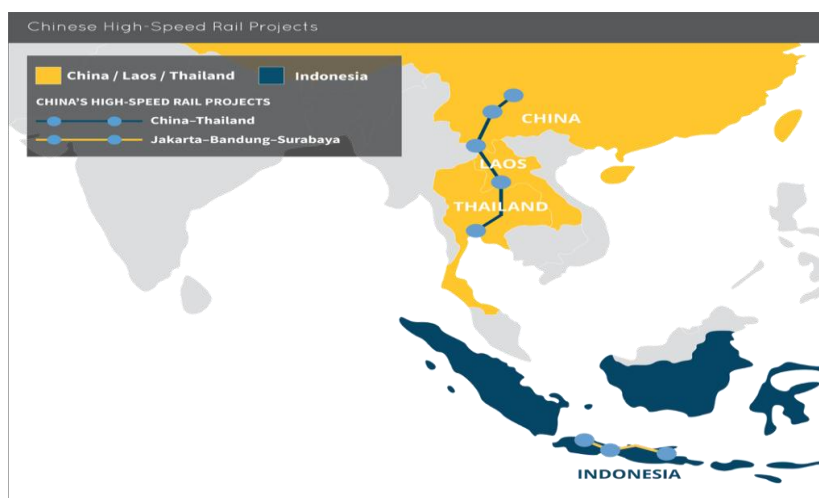 Chinese High-Speed Rail Projects
China / Laos / Thailand Indonesia
CHINA'S HIGH-SPEED RAIL PROJECTS
China–Thailand
Jakarta–Bandung–Surabaya
CHINA
LAOS
THAILAND
INDONESIA